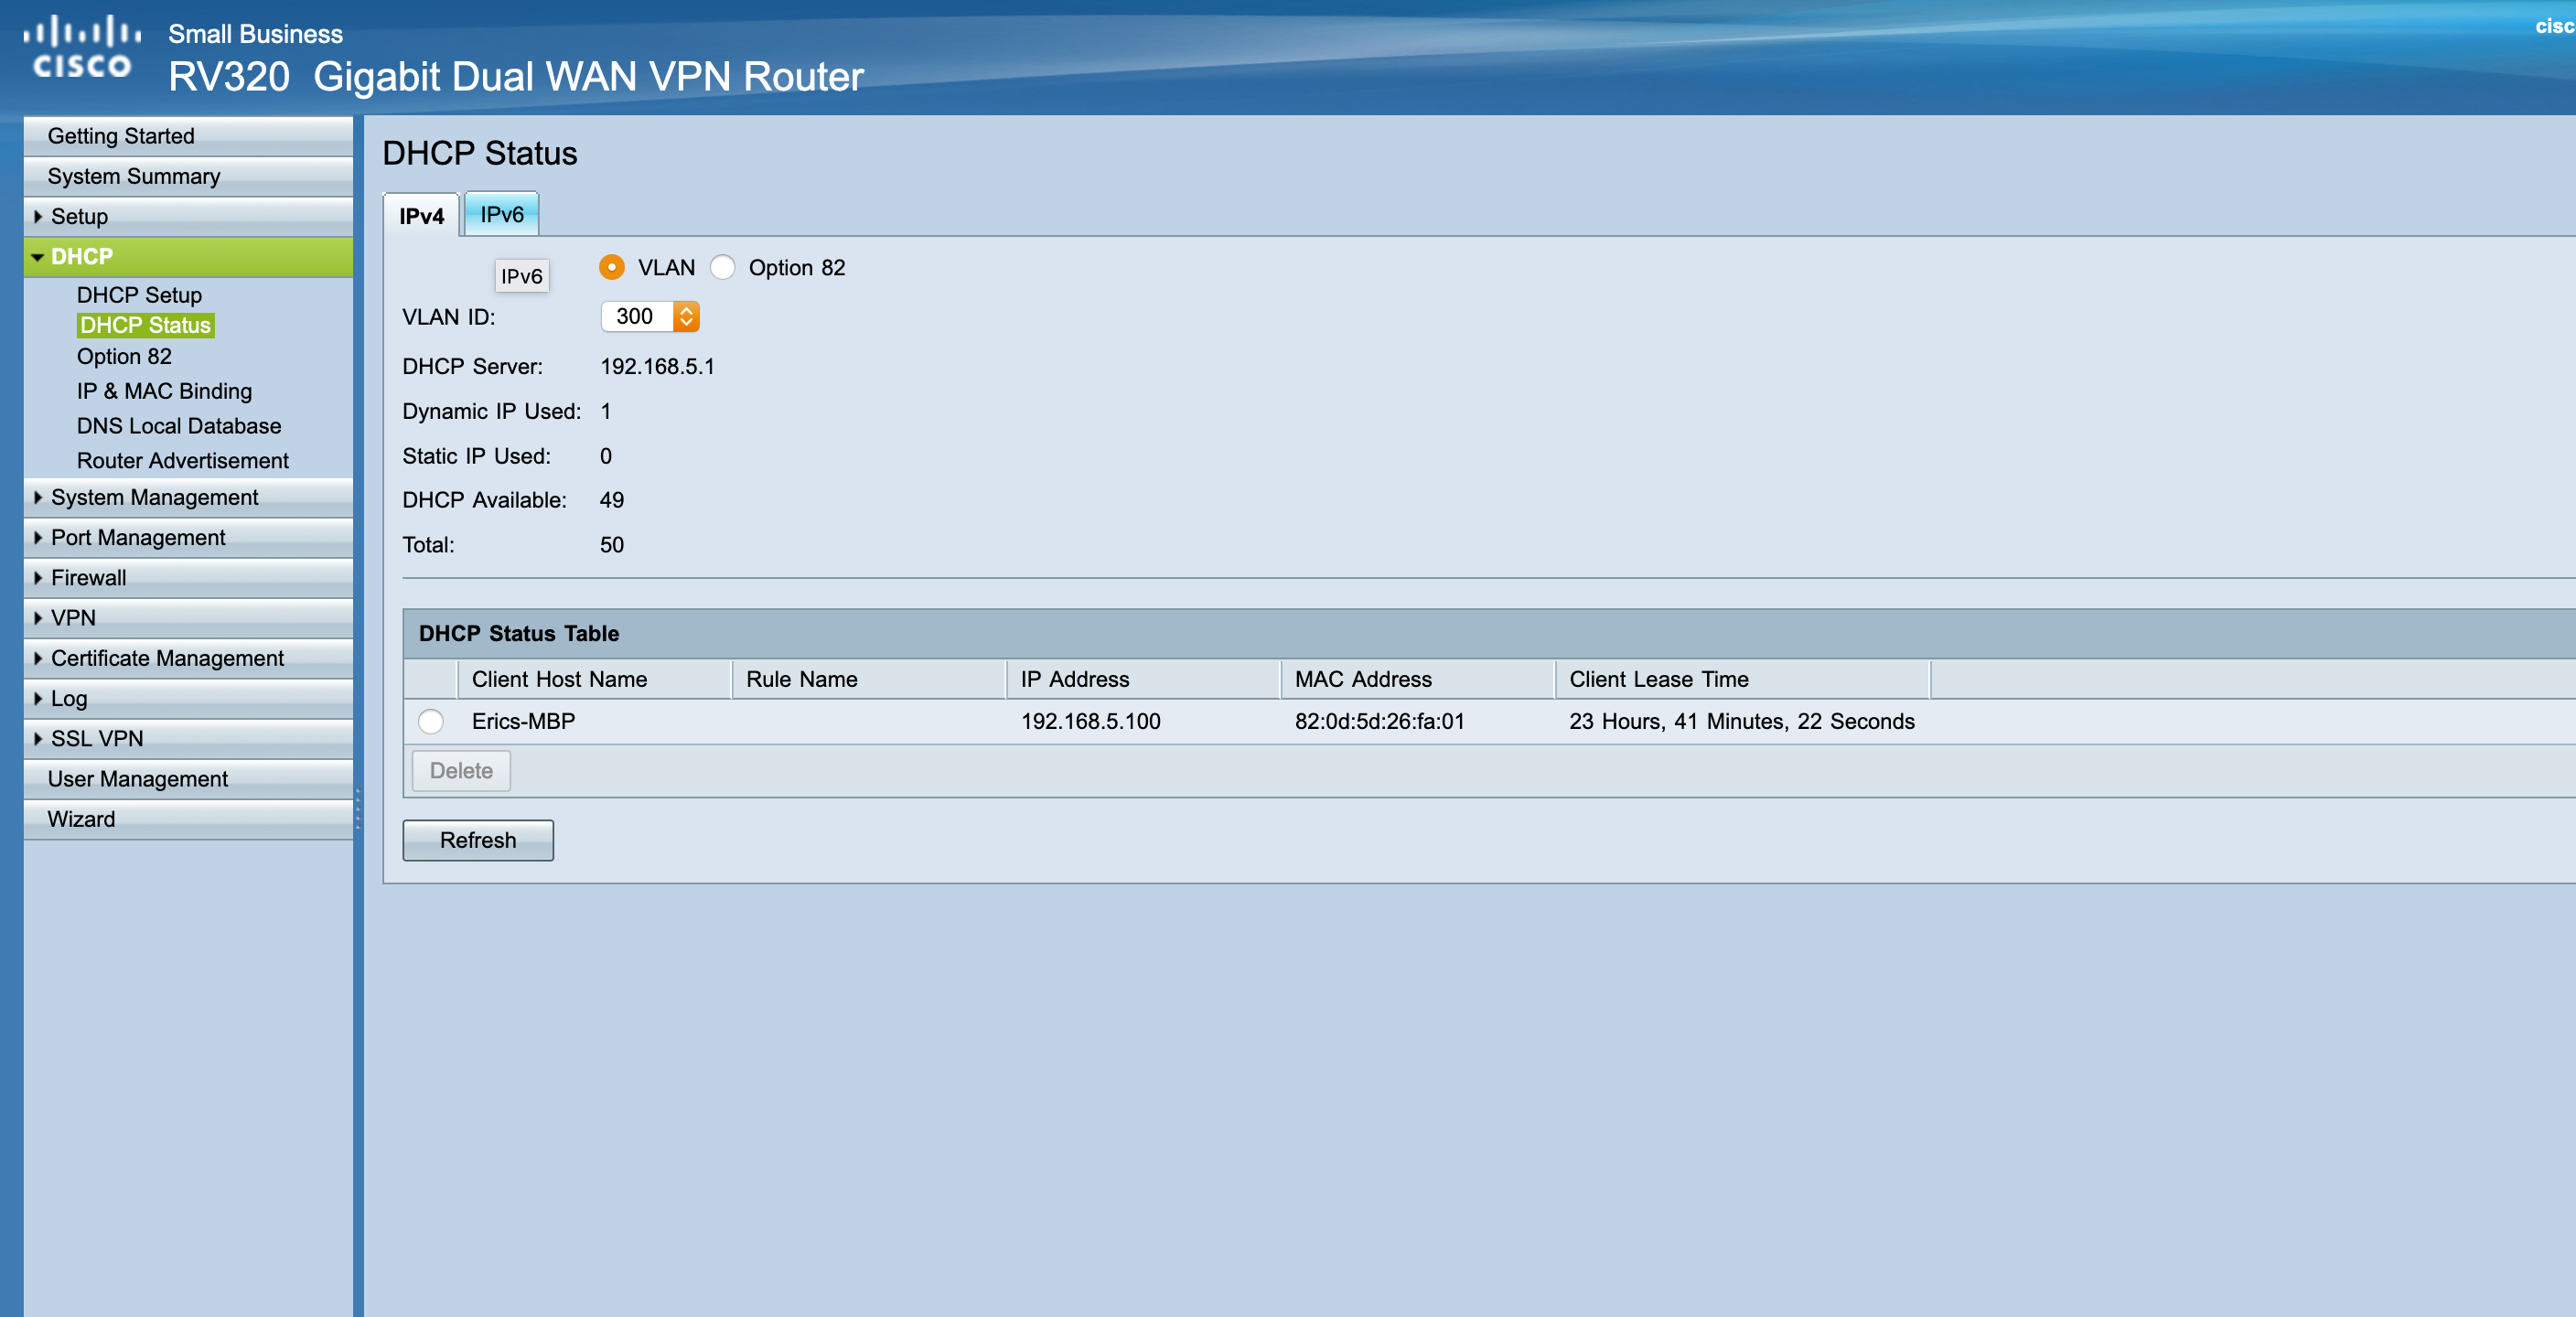 cisc
CISCO
Small Business
RV320 Gigabit Dual WAN VPN Router
Getting Started
System Summary
Setup
DHCP
DHCP Setup
DHCP Status
Option 82
IP & MAC Binding
DNS Local Database
Router Advertisement
System Management
Port Management
Firewall
VPN
Certificate Management
Log
SSL VPN
User Management
Wizard
DHCP Status
IPv4 IPv6
IPv6 VLAN Option 82
VLAN ID: 300
DHCP Server: 192.168.5.1
Dynamic IP Used: 1
Static IP Used: 0
DHCP Available: 49
Total: 50
DHCP Status Table
Client Host Name Rule Name IP Address MAC Address Client Lease Time
Erics-MBP 192.168.5.100 82:0d:5d:26:fa:01 23 Hours, 41 Minutes, 22 Seconds
Delete
Refresh